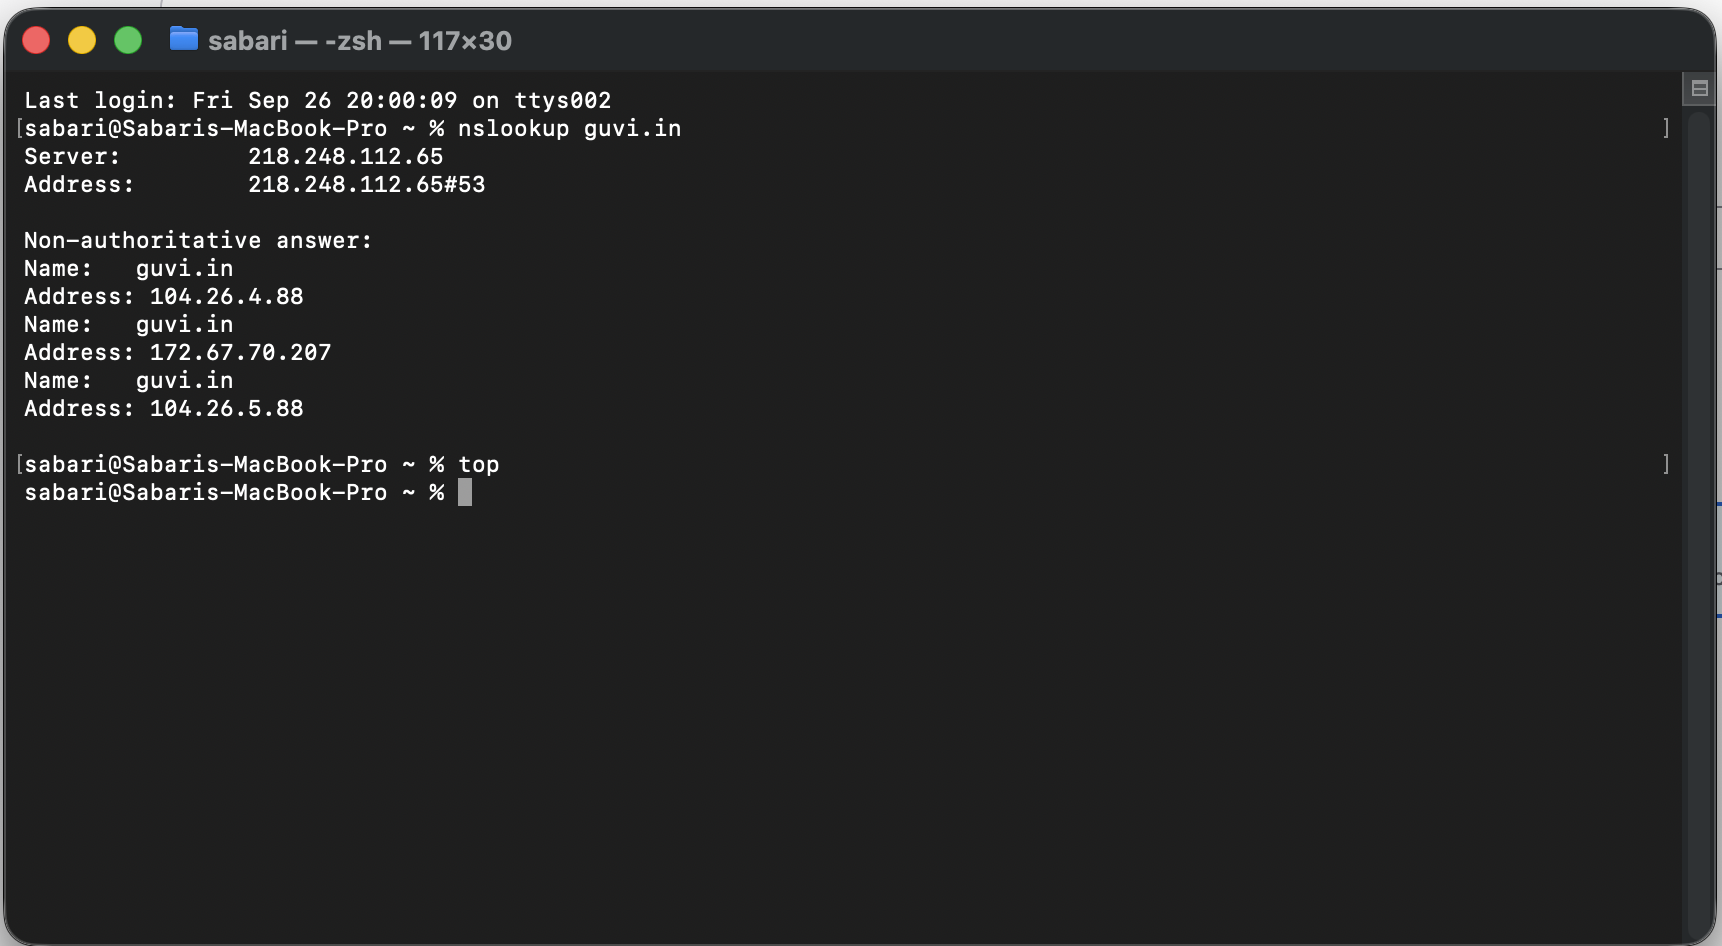 sabari — -zsh — 117×30
Last login: Fri Sep 26 20:00:09 on ttys002
[sabari@Sabaris-MacBook-Pro ~ % nslookup guvi.in ]
Server:         218.248.112.65
Address:        218.248.112.65#53
Non-authoritative answer:
Name:   guvi.in
Address: 104.26.4.88
Name:   guvi.in
Address: 172.67.70.207
Name:   guvi.in
Address: 104.26.5.88
[sabari@Sabaris-MacBook-Pro ~ % top ]
sabari@Sabaris-MacBook-Pro ~ %